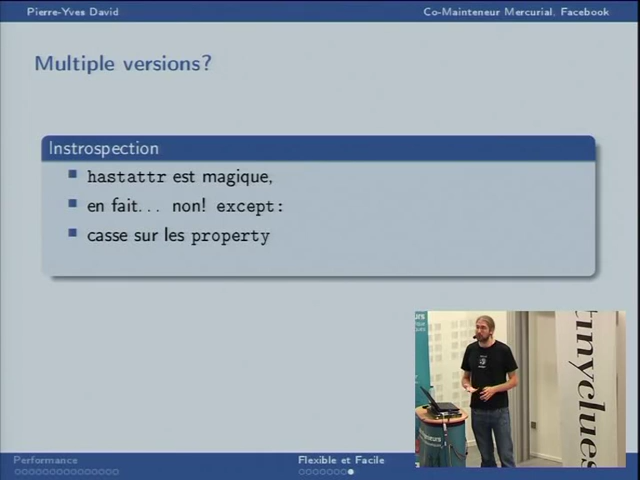 Pierre-Yves David
Co-Mainteneur Mercurial, Facebook
Multiple versions?
Instrospection
hastattr est magique,
en fait... non! except:
casse sur les property
tinyclues
Performance
Flexible et Facile